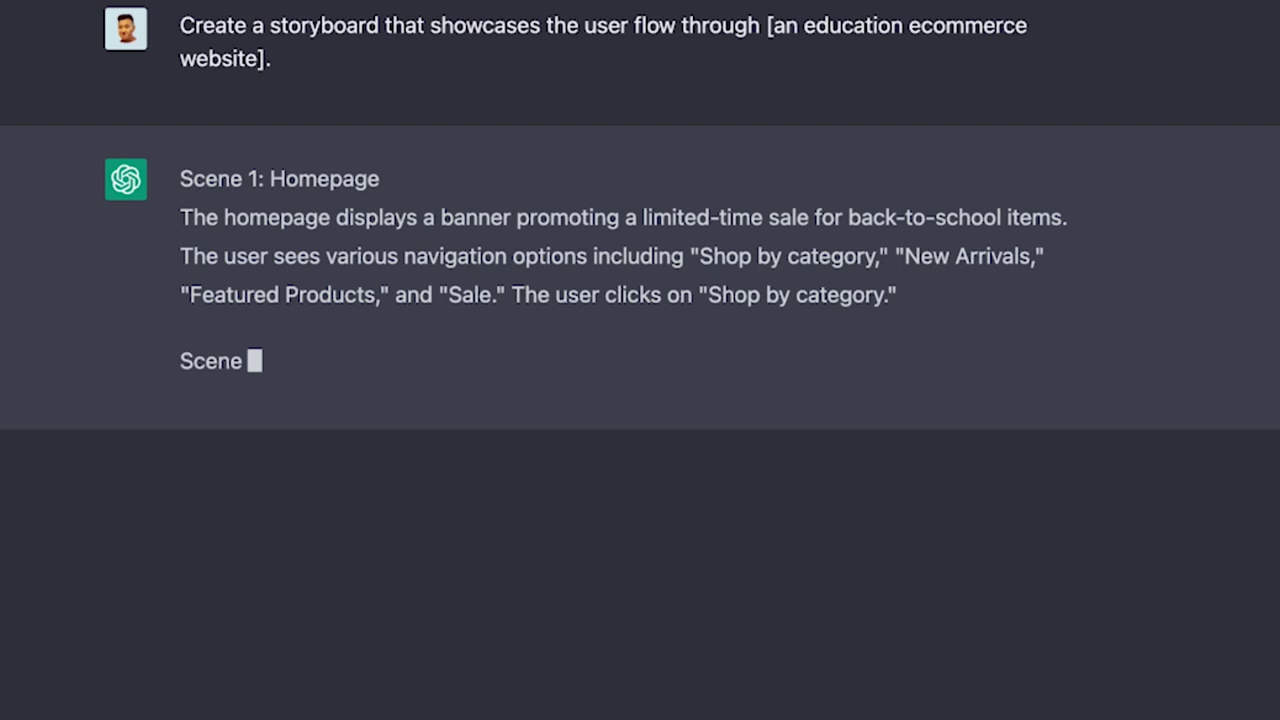 Create a storyboard that showcases the user flow through [an education ecommerce
website].
Scene 1: Homepage
The homepage displays a banner promoting a limited-time sale for back-to-school items.
The user sees various navigation options including "Shop by category," "New Arrivals,"
"Featured Products," and "Sale." The user clicks on "Shop by category."
Scene